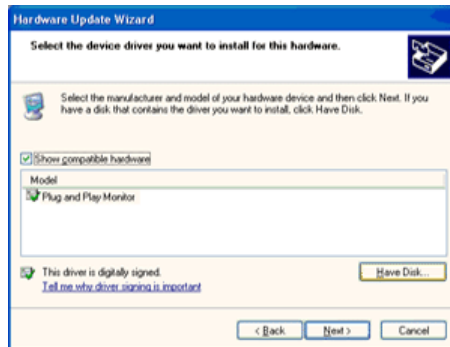 Hardware Update Wizard
Select the device driver you want to install for this hardware.
Select the manufacturer and model of your hardware device and then click Next. If you
have a disk that contains the driver you want to install, click Have Disk.
Show compatible hardware
Model
Plug and Play Monitor
This driver is digitally signed.
Have Disk...
Tell me why driver signing is important
< Back
Next >
Cancel